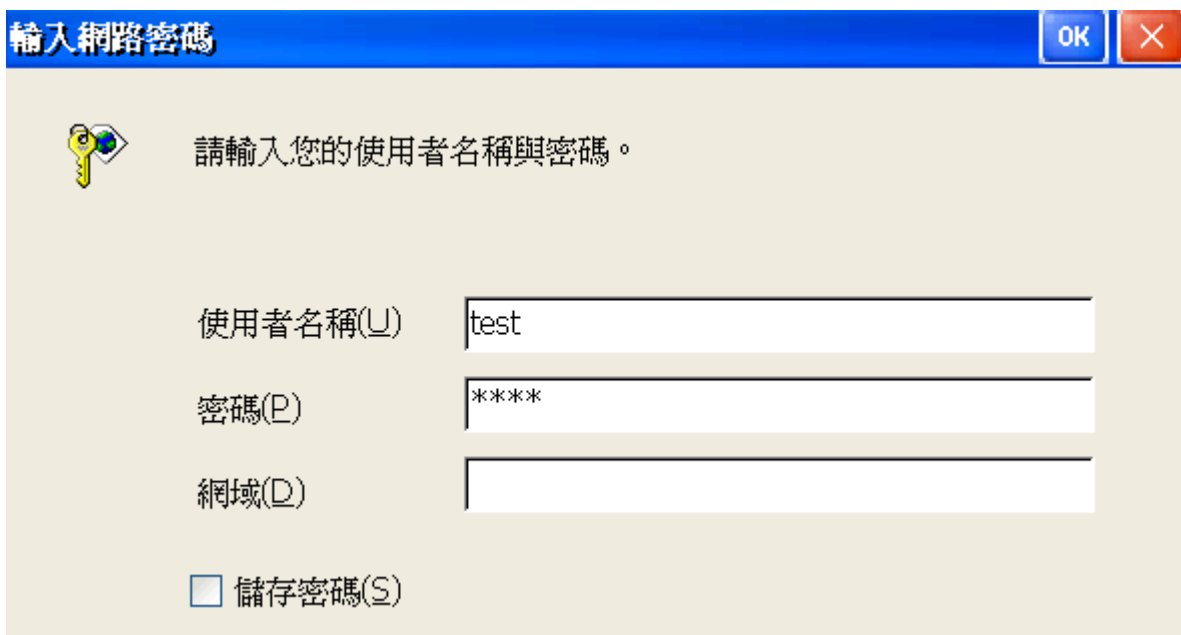 輸入網路密碼 OK
請輸入您的使用者名稱與密碼。
使用者名稱(U) test
密碼(P) ****
網域(D)
儲存密碼(S)